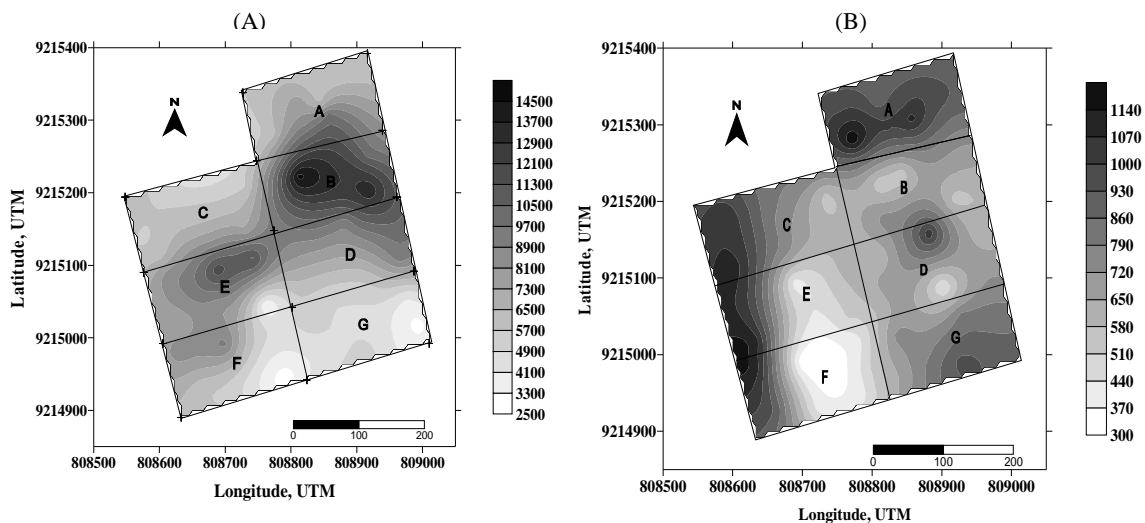 (A)
9215400
9215300
9215200
9215100
9215000
9214900
Latitude, UTM
N
A
B
C
D
E
G
F
14500
13700
12900
12100
11300
10500
9700
8900
8100
7300
6500
5700
4900
4100
3300
2500
0 100 200
808500 808600 808700 808800 808900 809000
Longitude, UTM
(B)
9215400
9215300
9215200
9215100
9215000
9214900
Latitude, UTM
N
A
B
C
D
E
G
F
1140
1070
1000
930
860
790
720
650
580
510
440
370
300
0 100 200
808500 808600 808700 808800 808900 809000
Longitude, UTM